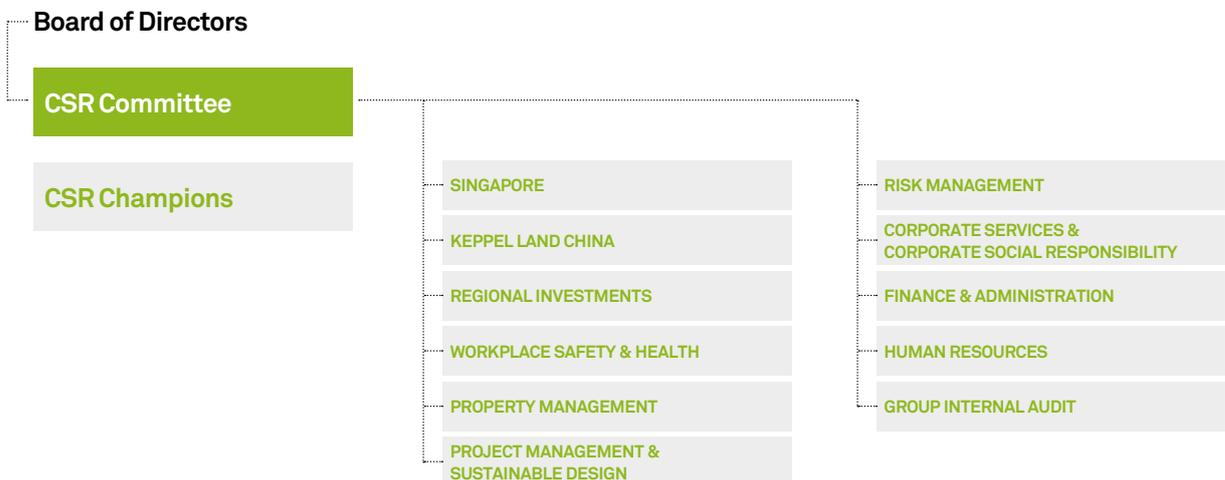 Board of Directors
CSR Committee
CSR Champions
SINGAPORE
KEPPEL LAND CHINA
REGIONAL INVESTMENTS
WORKPLACE SAFETY & HEALTH
PROPERTY MANAGEMENT
PROJECT MANAGEMENT &
SUSTAINABLE DESIGN
RISK MANAGEMENT
CORPORATE SERVICES &
CORPORATE SOCIAL RESPONSIBILITY
FINANCE & ADMINISTRATION
HUMAN RESOURCES
GROUP INTERNAL AUDIT